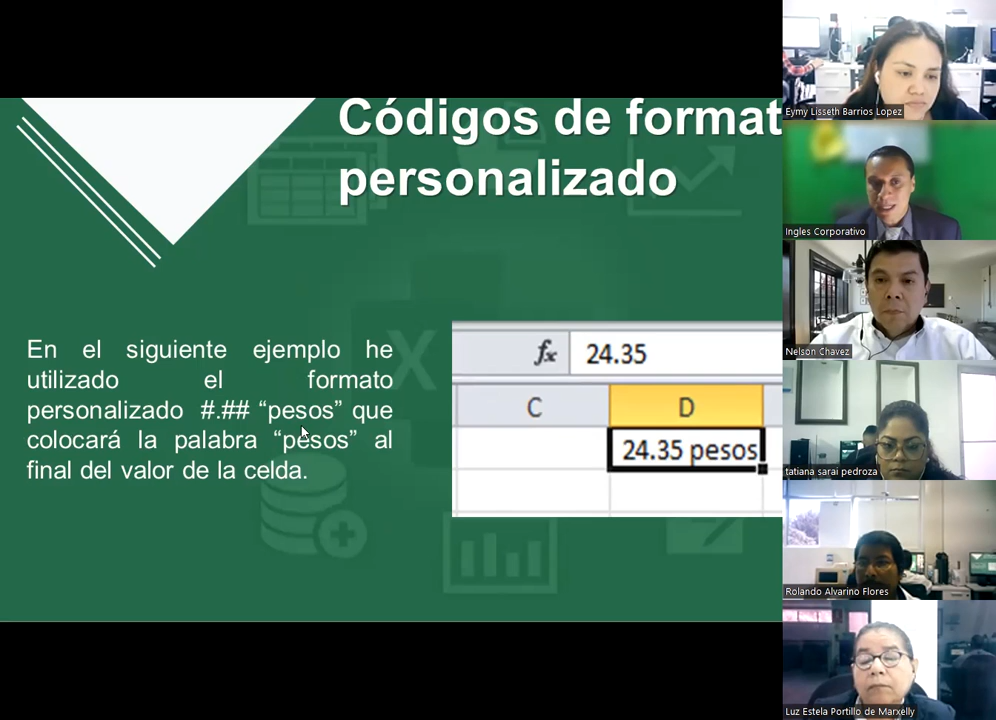 Códigos de format
personalizado
En el siguiente ejemplo he
utilizado el formato
personalizado #.## “pesos” que
colocará la palabra “pesos” al
final del valor de la celda.
fx 24.35
C D
24.35 pesos
Eymy Lisseth Barrios Lopez
Ingles Corporativo
Nelson Chavez
tatiana sarai pedroza
Rolando Alvarino Flores
Luz Estela Portillo de Marxelly